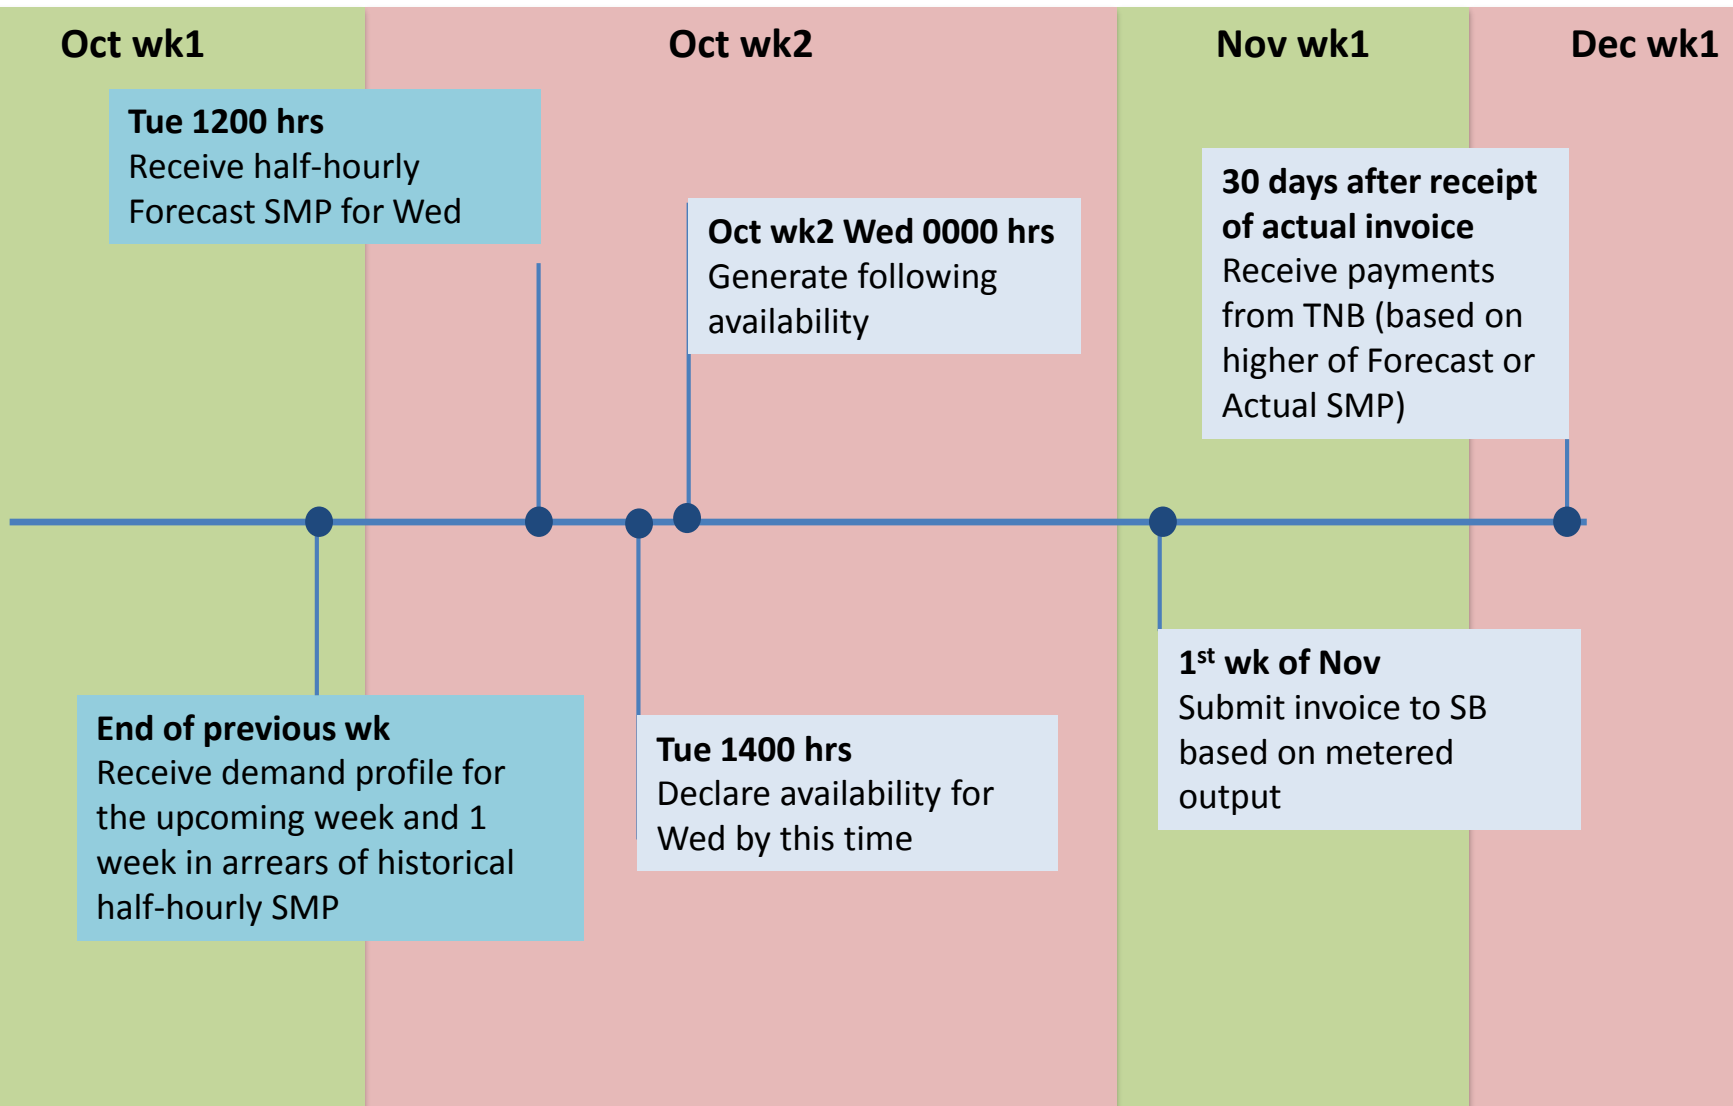 Oct wk1
Oct wk2
Nov wk1
Dec wk1
Tue 1200 hrs
Receive half-hourly
Forecast SMP for Wed
Oct wk2 Wed 0000 hrs
Generate following
availability
30 days after receipt
of actual invoice
Receive payments
from TNB (based on
higher of Forecast or
Actual SMP)
End of previous wk
Receive demand profile for
the upcoming week and 1
week in arrears of historical
half-hourly SMP
Tue 1400 hrs
Declare availability for
Wed by this time
1st wk of Nov
Submit invoice to SB
based on metered
output